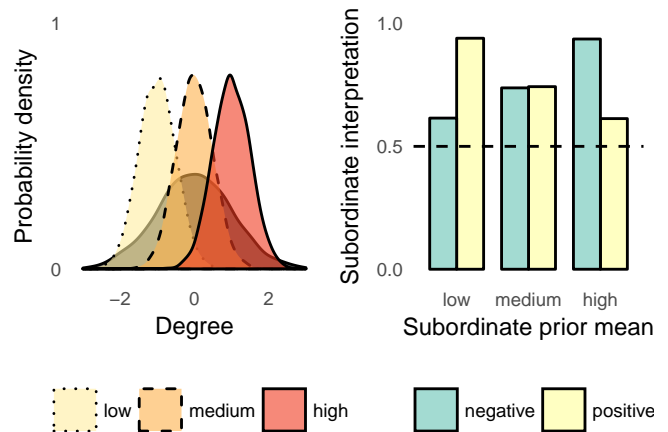 1
Probability density
0
−2 0 2
Degree
low medium high
1.0
Subordinate interpretation
0.5
0.0
low medium high
Subordinate prior mean
negative positive